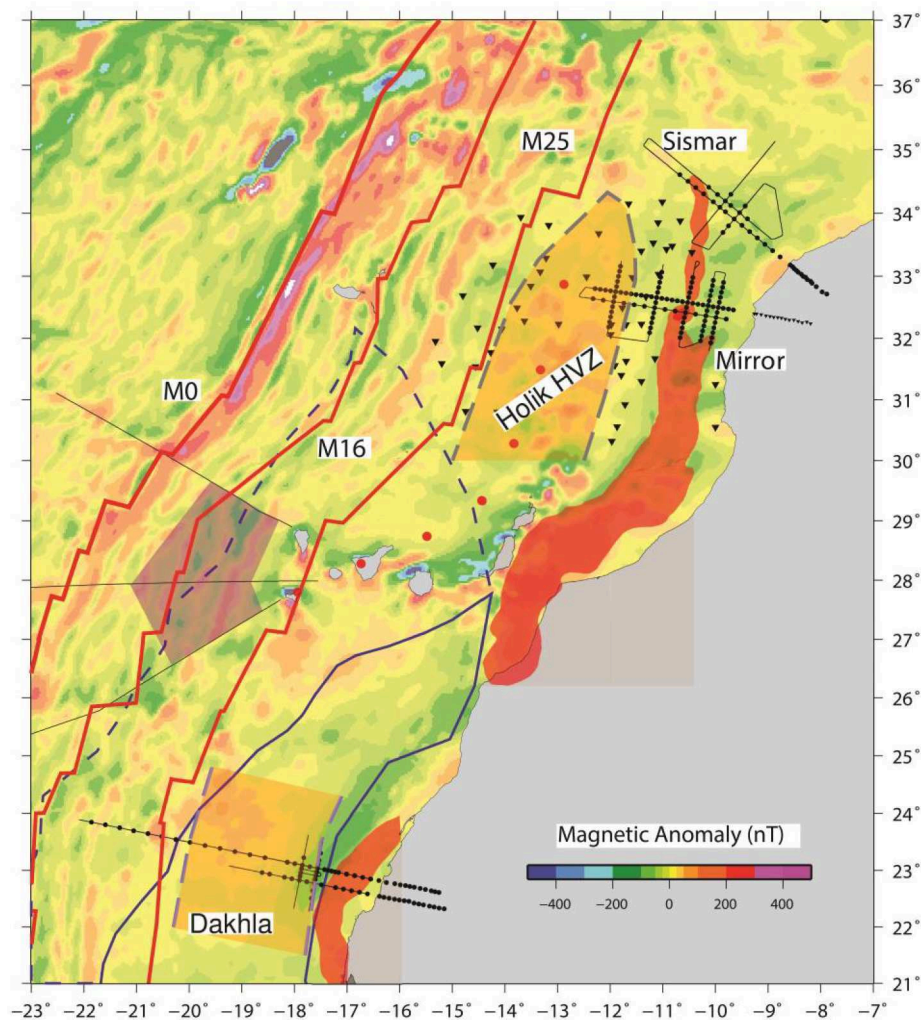 37°
36°
35°
34°
33°
32°
31°
30°
29°
28°
27°
26°
25°
24°
23°
22°
21°
Sismar
M25
Mirror
Holik HVZ
M0
M16
Magnetic Anomaly (nT)
−400 −200 0 200 400
Dakhla
−23 −22 −21 −20 −19 −18 −17 −16 −15 −14 −13 −12 −11 −10 −9 −8 −7